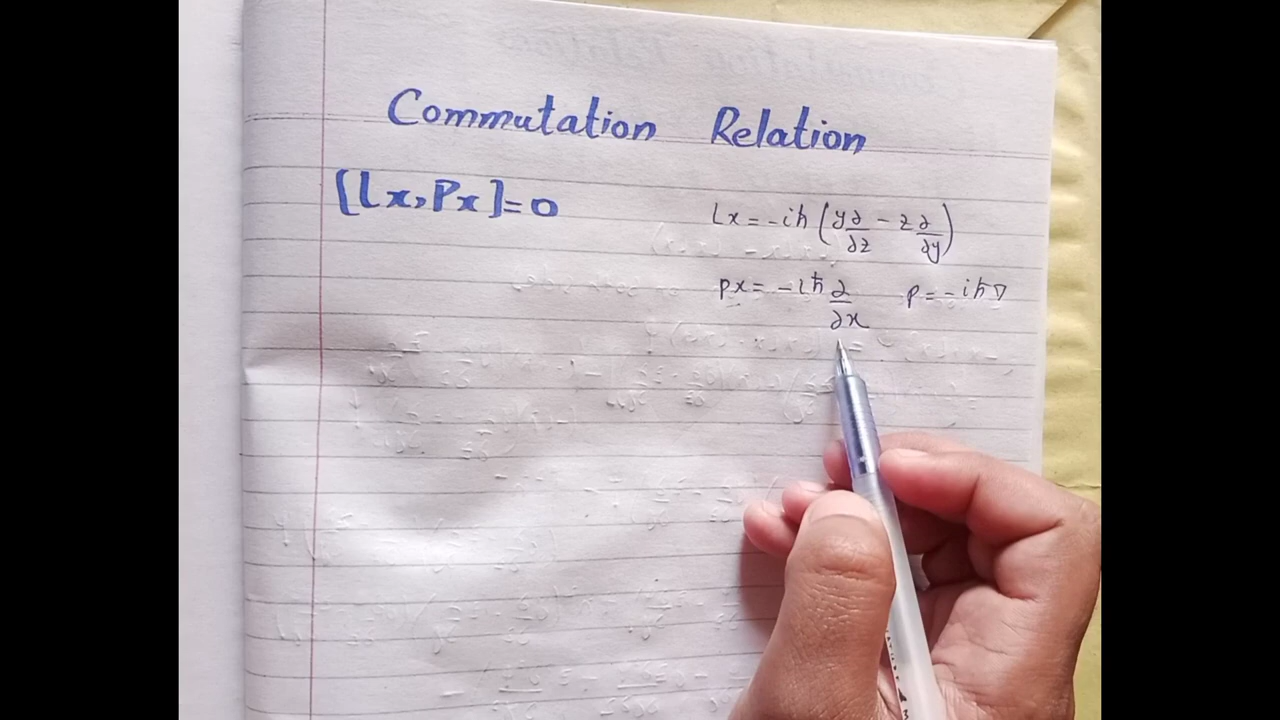 Commutation Relation
[Lx,Px]=0
Lx=-iħ(y∂/∂z - z∂/∂y)
px= -iħ ∂/∂x p=-iħ∇